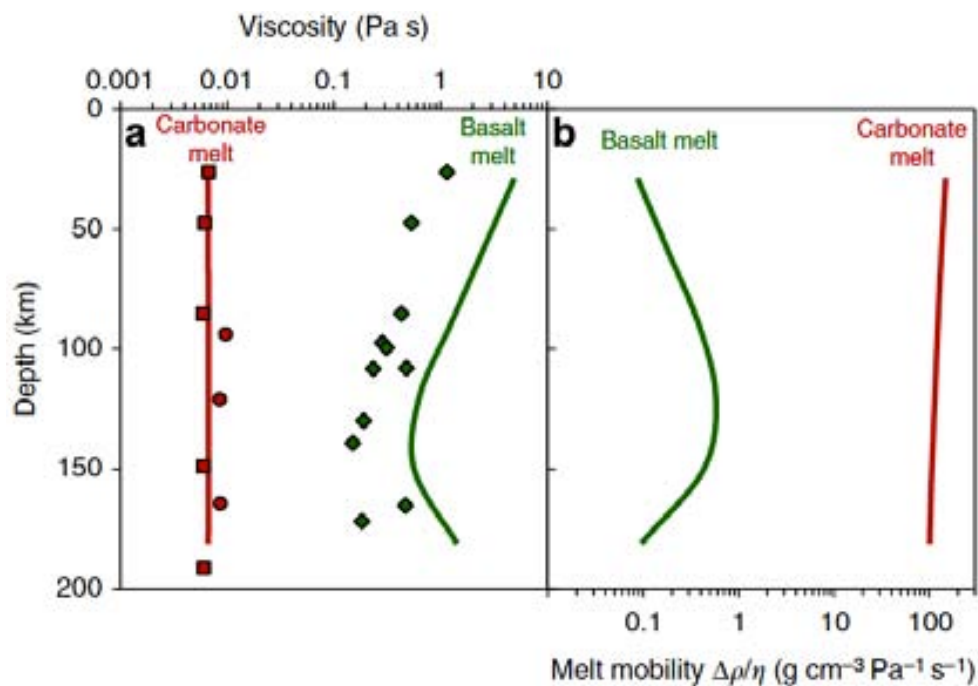 Viscosity (Pa s)
0.001 0.01 0.1 1 10
0
a Carbonate melt
Basalt melt
b Basalt melt
Carbonate melt
50
100
150
200
Depth (km)
0.1 1 10 100
Melt mobility Δρ/η (g cm⁻³ Pa⁻¹ s⁻¹)